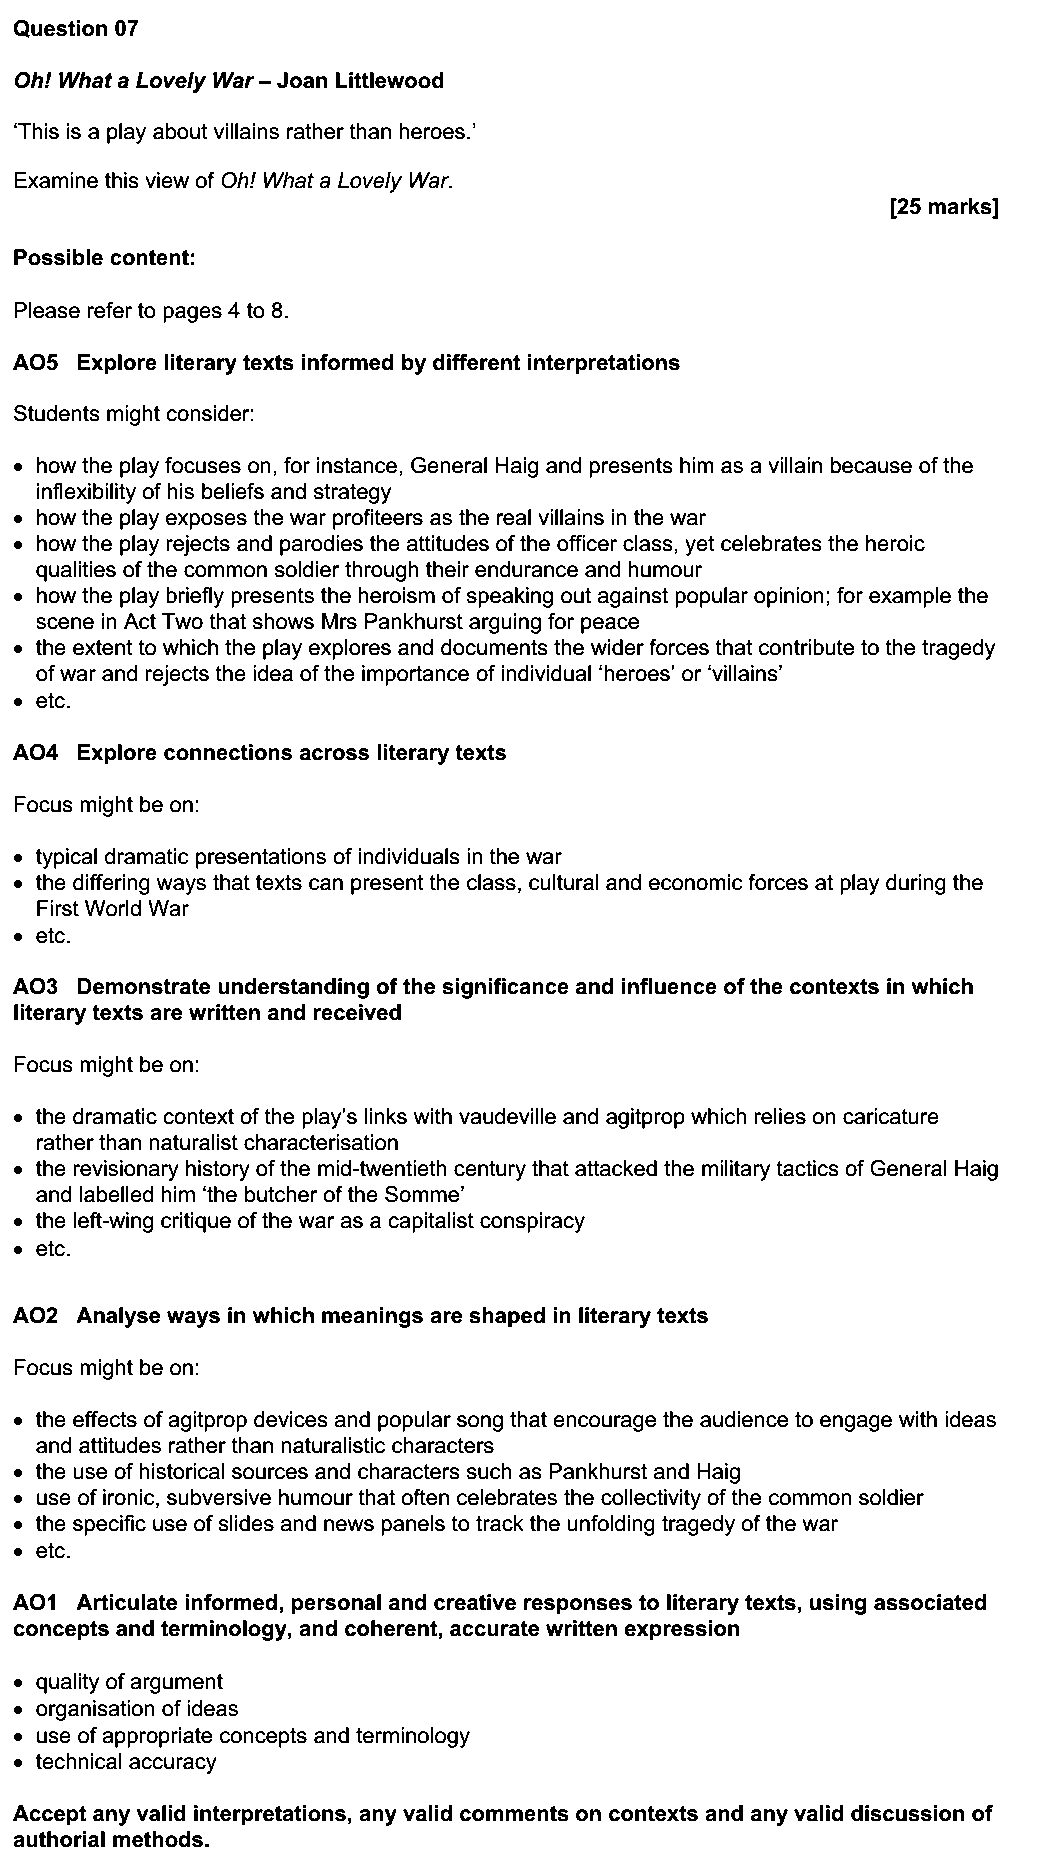 Question 07
Oh! What a Lovely War – Joan Littlewood
‘This is a play about villains rather than heroes.’
Examine this view of Oh! What a Lovely War.
[25 marks]
Possible content:
Please refer to pages 4 to 8.
AO5 Explore literary texts informed by different interpretations
Students might consider:
• how the play focuses on, for instance, General Haig and presents him as a villain because of the
inflexibility of his beliefs and strategy
• how the play exposes the war profiteers as the real villains in the war
• how the play rejects and parodies the attitudes of the officer class, yet celebrates the heroic
qualities of the common soldier through their endurance and humour
• how the play briefly presents the heroism of speaking out against popular opinion; for example the
scene in Act Two that shows Mrs Pankhurst arguing for peace
• the extent to which the play explores and documents the wider forces that contribute to the tragedy
of war and rejects the idea of the importance of individual ‘heroes’ or ‘villains’
• etc.
AO4 Explore connections across literary texts
Focus might be on:
• typical dramatic presentations of individuals in the war
• the differing ways that texts can present the class, cultural and economic forces at play during the
First World War
• etc.
AO3 Demonstrate understanding of the significance and influence of the contexts in which
literary texts are written and received
Focus might be on:
• the dramatic context of the play's links with vaudeville and agitprop which relies on caricature
rather than naturalist characterisation
• the revisionary history of the mid-twentieth century that attacked the military tactics of General Haig
and labelled him ‘the butcher of the Somme’
• the left-wing critique of the war as a capitalist conspiracy
• etc.
AO2 Analyse ways in which meanings are shaped in literary texts
Focus might be on:
• the effects of agitprop devices and popular song that encourage the audience to engage with ideas
and attitudes rather than naturalistic characters
• the use of historical sources and characters such as Pankhurst and Haig
• use of ironic, subversive humour that often celebrates the collectivity of the common soldier
• the specific use of slides and news panels to track the unfolding tragedy of the war
• etc.
AO1 Articulate informed, personal and creative responses to literary texts, using associated
concepts and terminology, and coherent, accurate written expression
• quality of argument
• organisation of ideas
• use of appropriate concepts and terminology
• technical accuracy
Accept any valid interpretations, any valid comments on contexts and any valid discussion of
authorial methods.